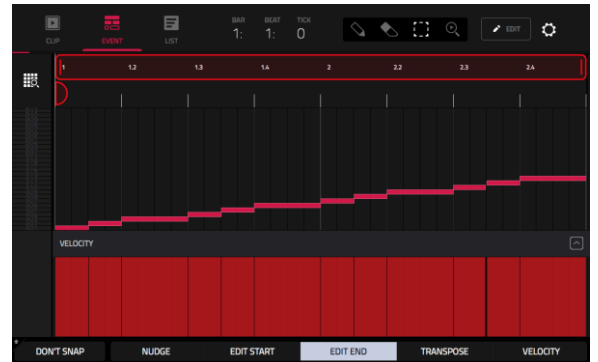 BAR BEAT TICK
1: 1: 0
EDIT
CLIP EVENT LIST
1 1.2 1.3 1.4 2 2.2 2.3 2.4
VELOCITY
DON'T SNAP NUDGE EDIT START EDIT END TRANSPOSE VELOCITY